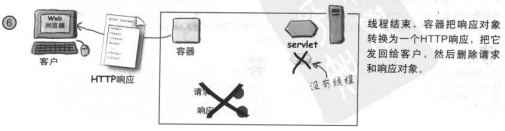 6
Web
浏览器
客户
HTTP响应
容器
servlet
没有线程
请求
响应
线程结束，容器把响应对象
转换为一个HTTP响应，把它
发回给客户，然后删除请求
和响应对象。